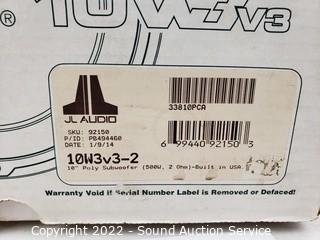 ® 10W3v3
JL AUDIO
33810PCA
SKU: 92150
P/ID: PB494460
DATE: 1/9/14
6 99440 92150 3
10W3v3-2
10" Poly Subwoofer (500W, 2 Ohm)-Built in USA.
Warranty Void if Serial Number Label is Removed or Defaced!
Copyright 2022 - Sound Auction Service